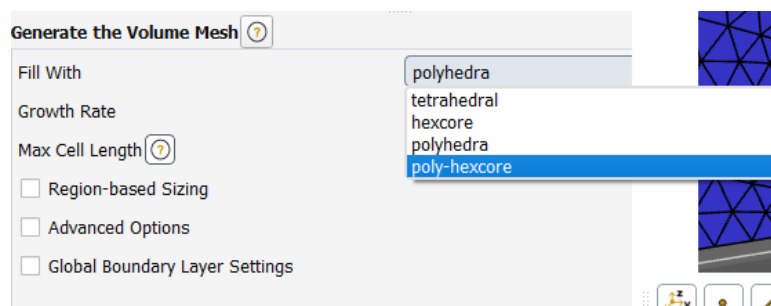 Generate the Volume Mesh ?
Fill With polyhedra
tetrahedral
Growth Rate
hexcore
Max Cell Length ? polyhedra
poly-hexcore
Region-based Sizing
Advanced Options
Global Boundary Layer Settings
z
Y